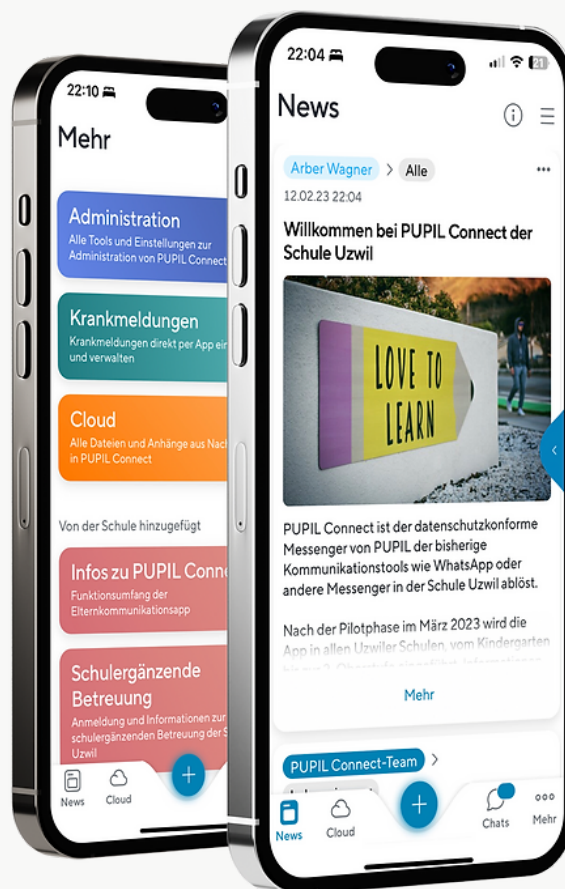 22:10
Mehr
Administration
Alle Tools und Einstellungen zur
Administration von PUPIL Connect
Krankmeldungen
Krankmeldungen direkt per App
und verwalten
Cloud
Alle Dateien und Anhänge aus
in PUPIL Connect
Von der Schule hinzugefügt
Infos zu PUPIL
Funktionsumfang der
Elternkommunikationsapp
Schulergänzende
Betreuung
Anmeldung und Informationen zur
schulergänzenden Betreuung der
Uzwil
News
Cloud
22:04
21
News
Arber Wagner > Alle
12.02.23 22:04
Willkommen bei PUPIL Connect der
Schule Uzwil
LOVE TO
LEARN
PUPIL Connect ist der datenschutzkonforme
Messenger von PUPIL der bisherige
Kommunikationstools wie WhatsApp oder
andere Messenger in der Schule Uzwil ablöst.
Nach der Pilotphase im März 2023 wird die
App in allen Uzwiler Schulen, vom Kindergarten
Mehr
PUPIL Connect-Team >
News
Cloud
Chats
Mehr